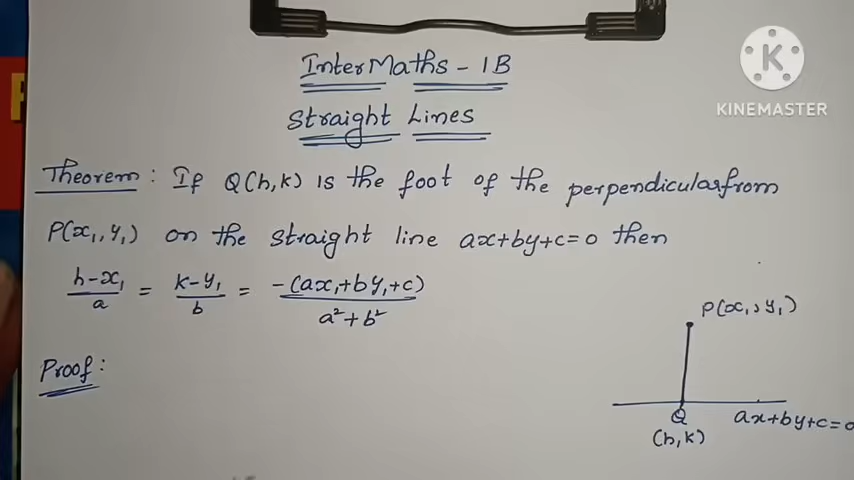 InterMaths - IB
Straight Lines
KINEMASTER
Theorem: If Q(h,k) is the foot of the perpendicular from
P(x₁, y₁) on the straight line ax+by+c=0 then
h-x₁/a = k-y₁/b = -(ax₁+by₁+c)/a²+b²
Proof:
P(x₁, y₁)
Q
(h,k)
ax+by+c=0